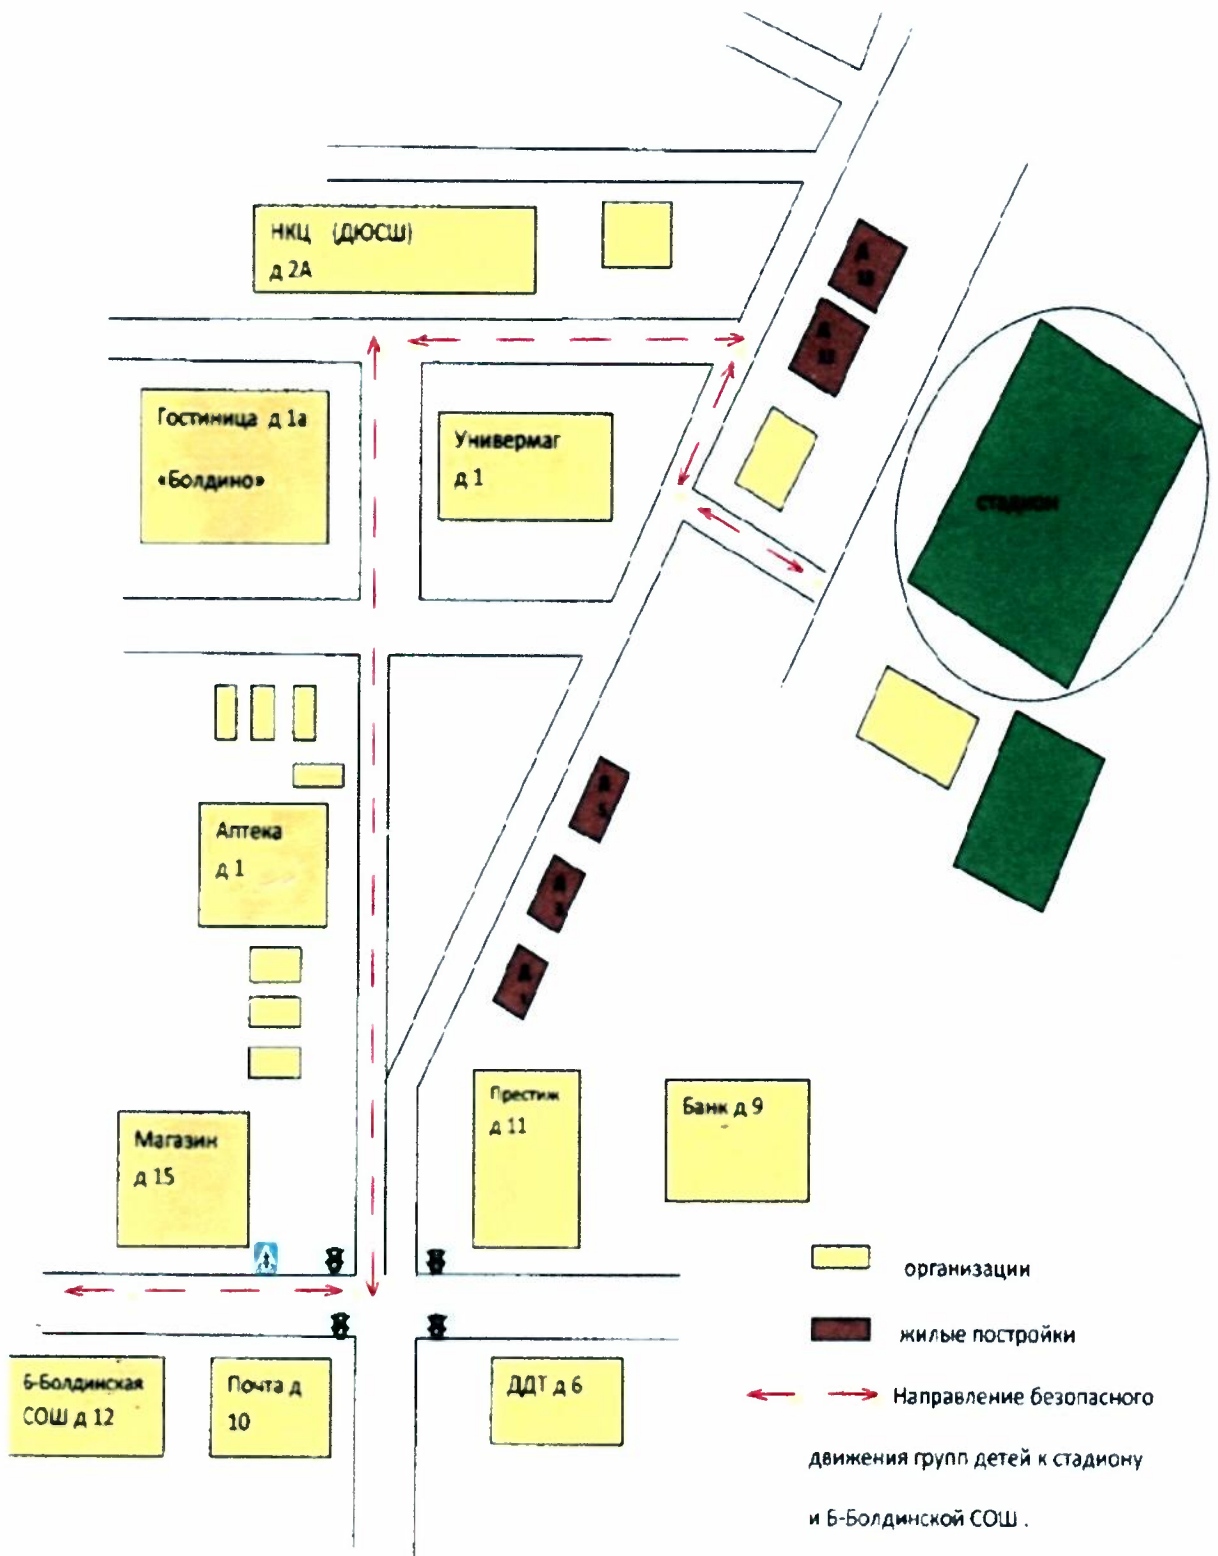 НКЦ (ДЮСШ)
д 2А
Гостиница д 1а
«Болдино»
Универмаг
д 1
стадион
Аптека
д 1
Магазин
д 15
Престиж
д 11
Банк д 9
Б-Болдинская
СОШ д 12
Почта д
10
ДДТ д 6
организации
жилые постройки
Направление безопасного
движения групп детей к стадиону
и Б-Болдинской СОШ .